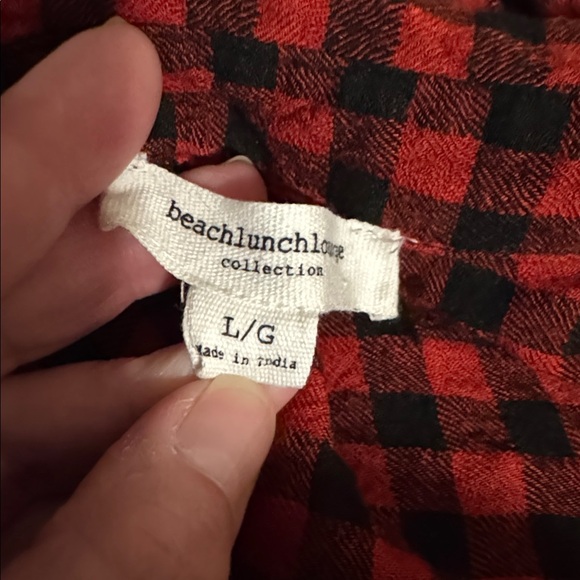 beachlunchlounge
collection
L/G
Made in India